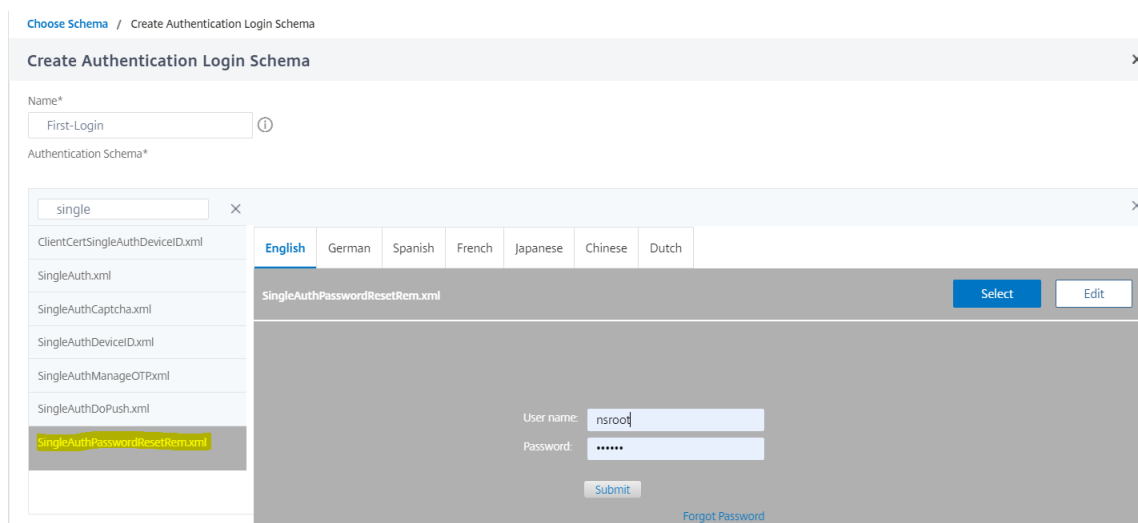 Choose Schema / Create Authentication Login Schema
Create Authentication Login Schema
Name*
First-Login
Authentication Schema*
single
ClientCertSingleAuthDeviceID.xml
SingleAuth.xml
SingleAuthCaptcha.xml
SingleAuthDeviceID.xml
SingleAuthManageOTP.xml
SingleAuthDoPush.xml
SingleAuthPasswordResetRem.xml
English German Spanish French Japanese Chinese Dutch
SingleAuthPasswordResetRem.xml Select Edit
User name: nsroot
Password: ••••••
Submit
Forgot Password